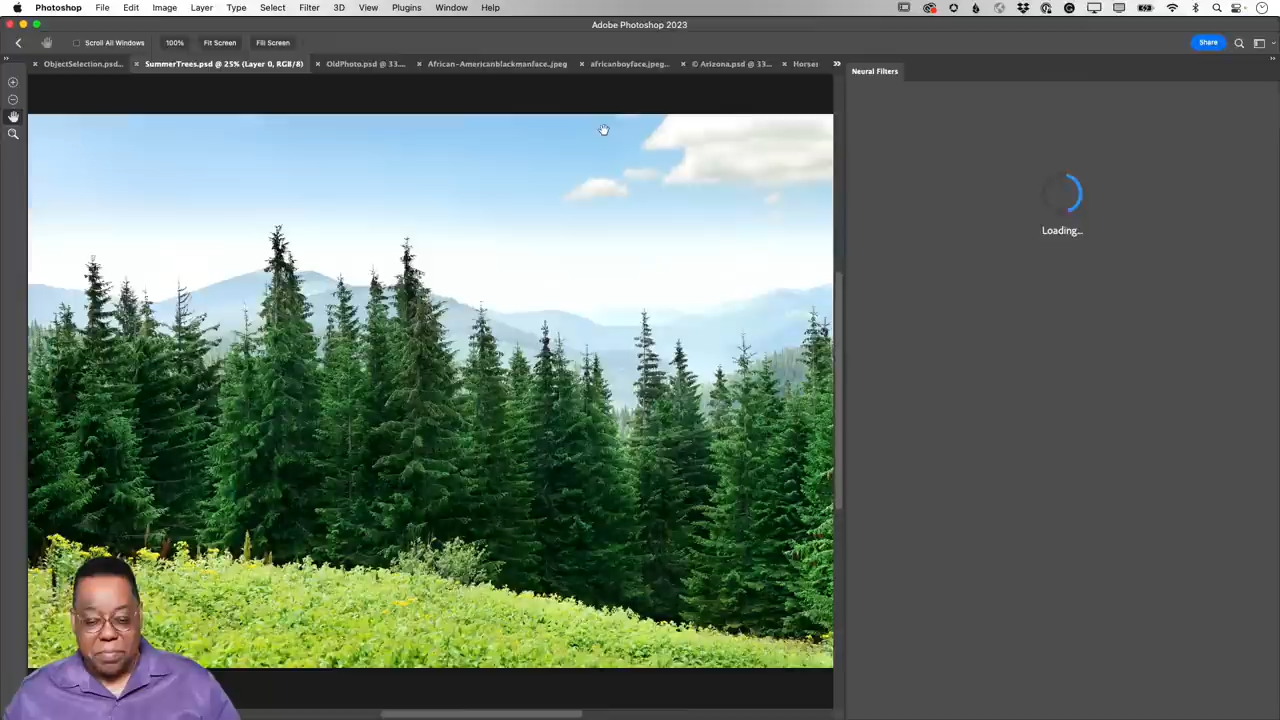 Photoshop File Edit Image Layer Type Select Filter 3D View Plugins Window Help
Adobe Photoshop 2023
Scroll All Windows 100% Fit Screen Fill Screen Share
ObjectSelection.psd... SummerTrees.psd @ 25% (Layer 0, RGB/8) OldPhoto.psd @ 33.... African-Americanblackmanface..jpeg africanboyface.jpeg... © Arizona.psd @ 33... Horses
Neural Filters
Loading...